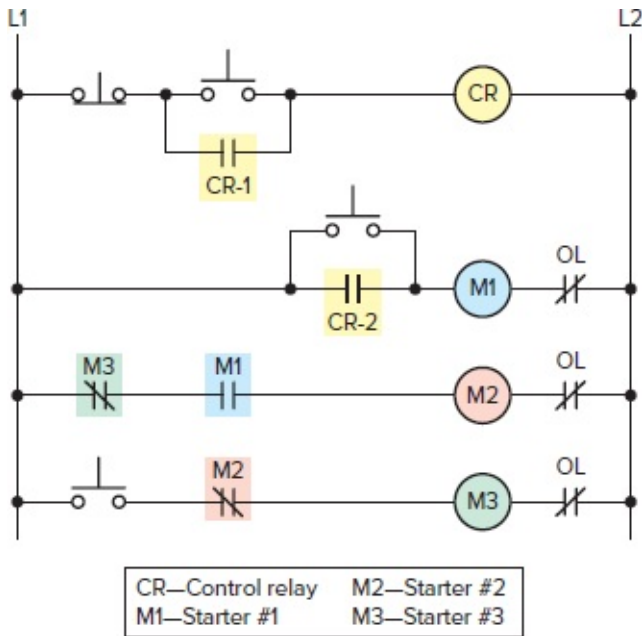 L1 L2
CR
CR-1
OL
M1
CR-2
M3 M1 OL
M2
M2 OL
M3
CR—Control relay M2—Starter #2
M1—Starter #1 M3—Starter #3